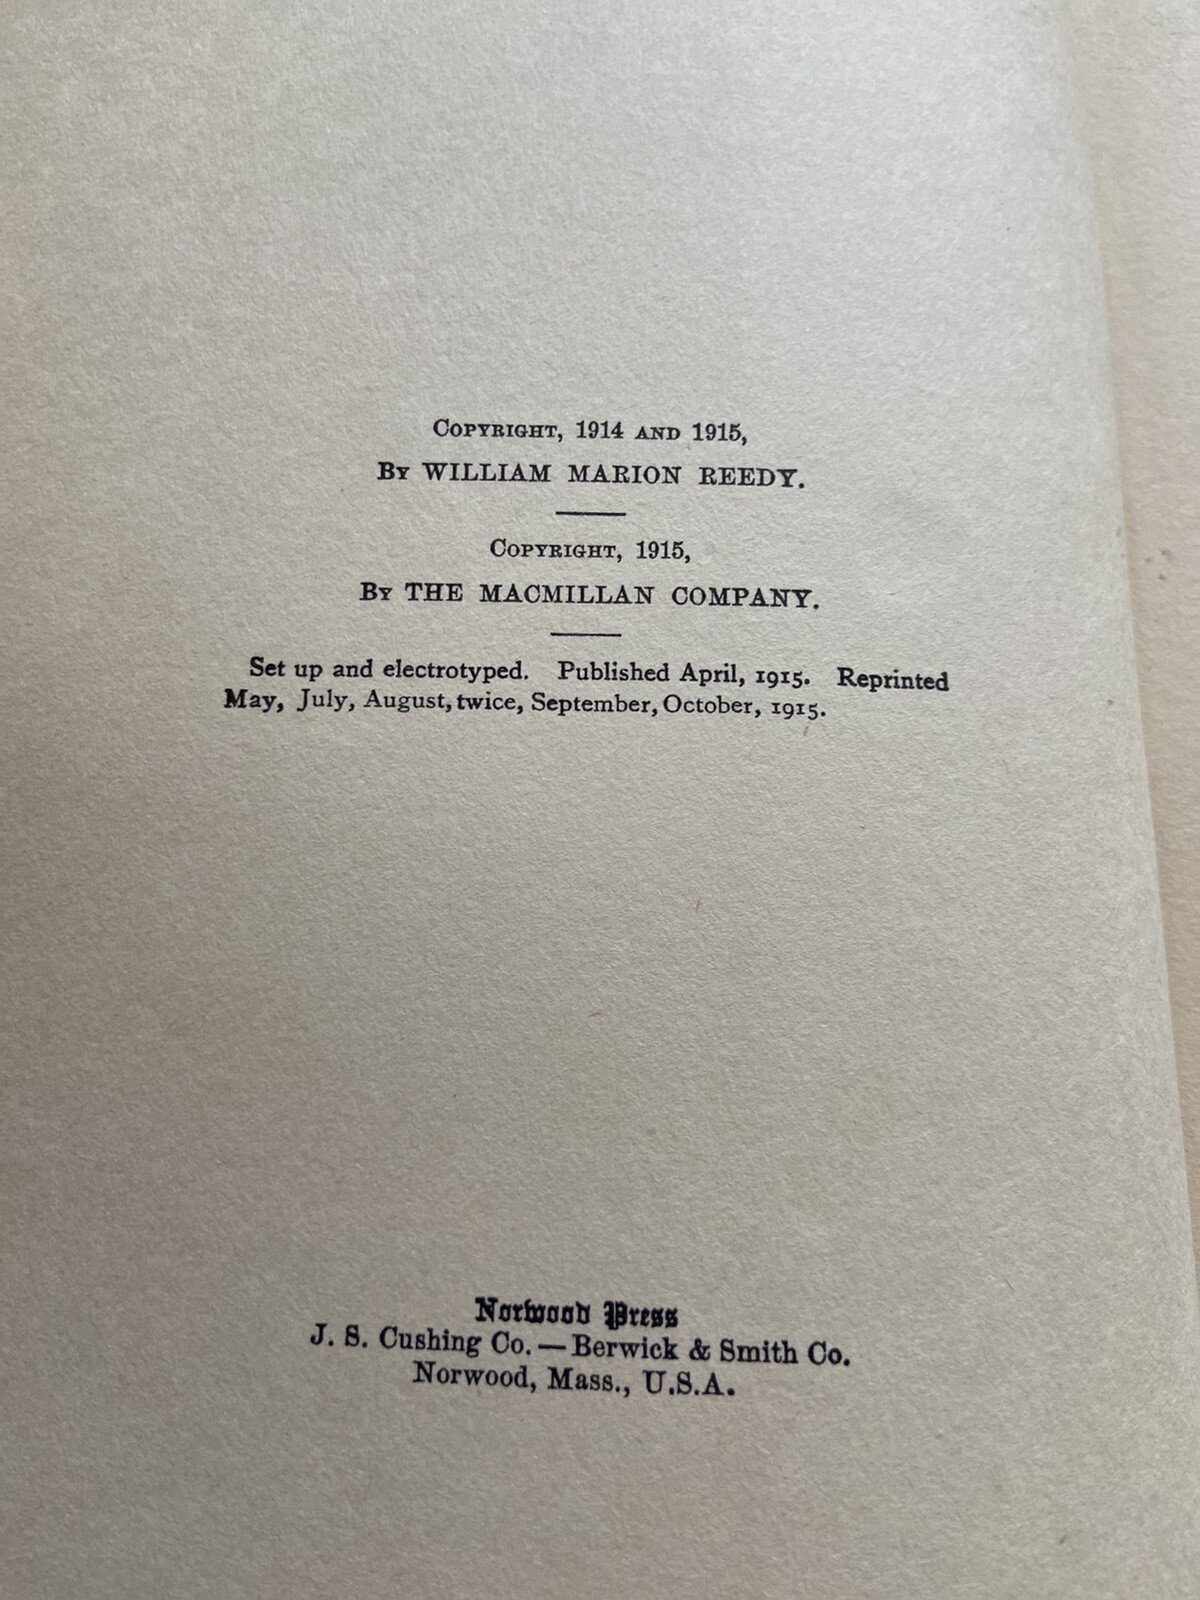 Copyright, 1914 and 1915,
By WILLIAM MARION REEDY.
Copyright, 1915,
By THE MACMILLAN COMPANY.
Set up and electrotyped. Published April, 1915. Reprinted
May, July, August, twice, September, October, 1915.
Norwood Press
J. S. Cushing Co. — Berwick & Smith Co.
Norwood, Mass., U.S.A.